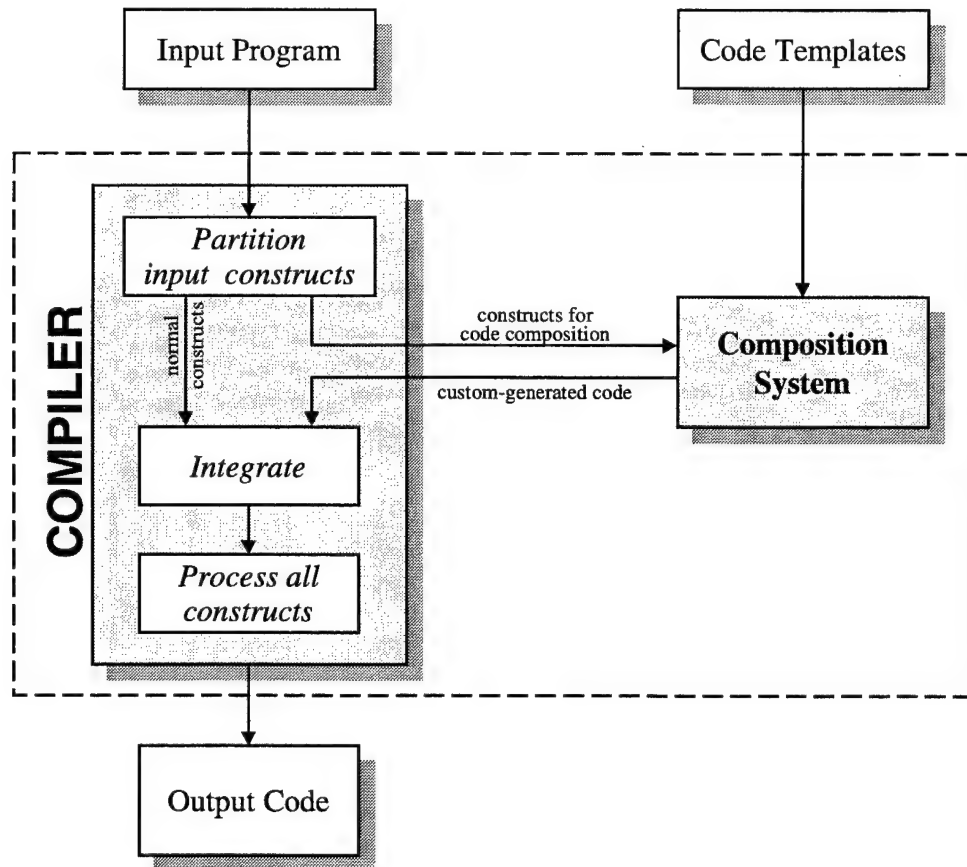 Input Program
Code Templates
COMPILER
Partition
input constructs
normal
constructs
constructs for
code composition
Composition
System
custom-generated code
Integrate
Process all
constructs
Output Code